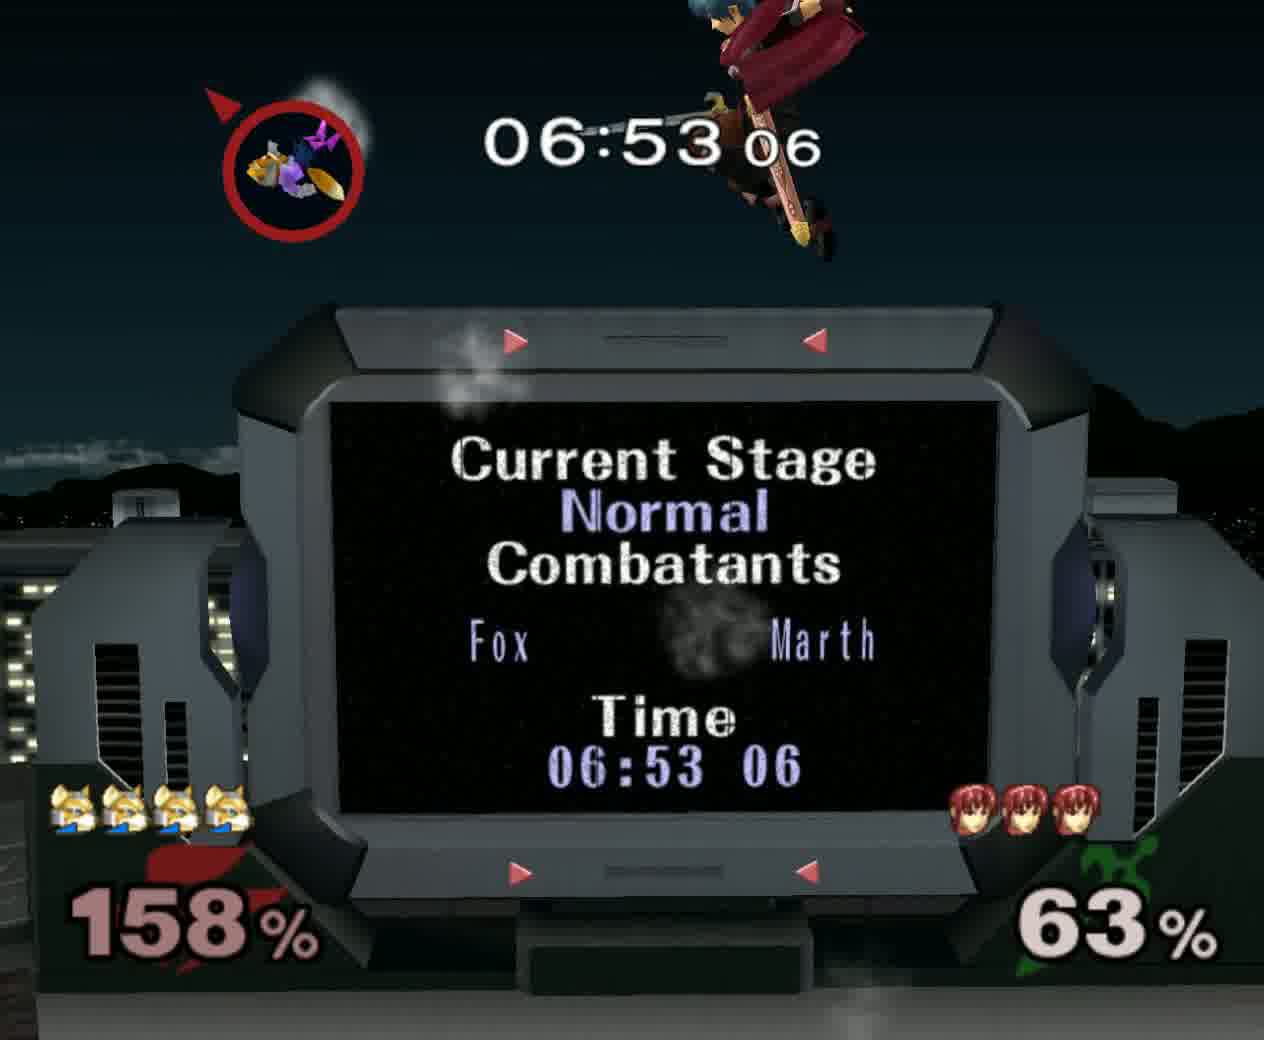 06:53 06
Current Stage
Normal
Combatants
Fox Marth
Time
06:53 06
158% 63%